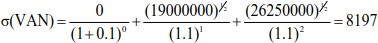 σ(VAN) = 0/(1+0.1)^0 + (19000000)^½/(1.1)^1 + (26250000)^½/(1.1)^2 = 8197